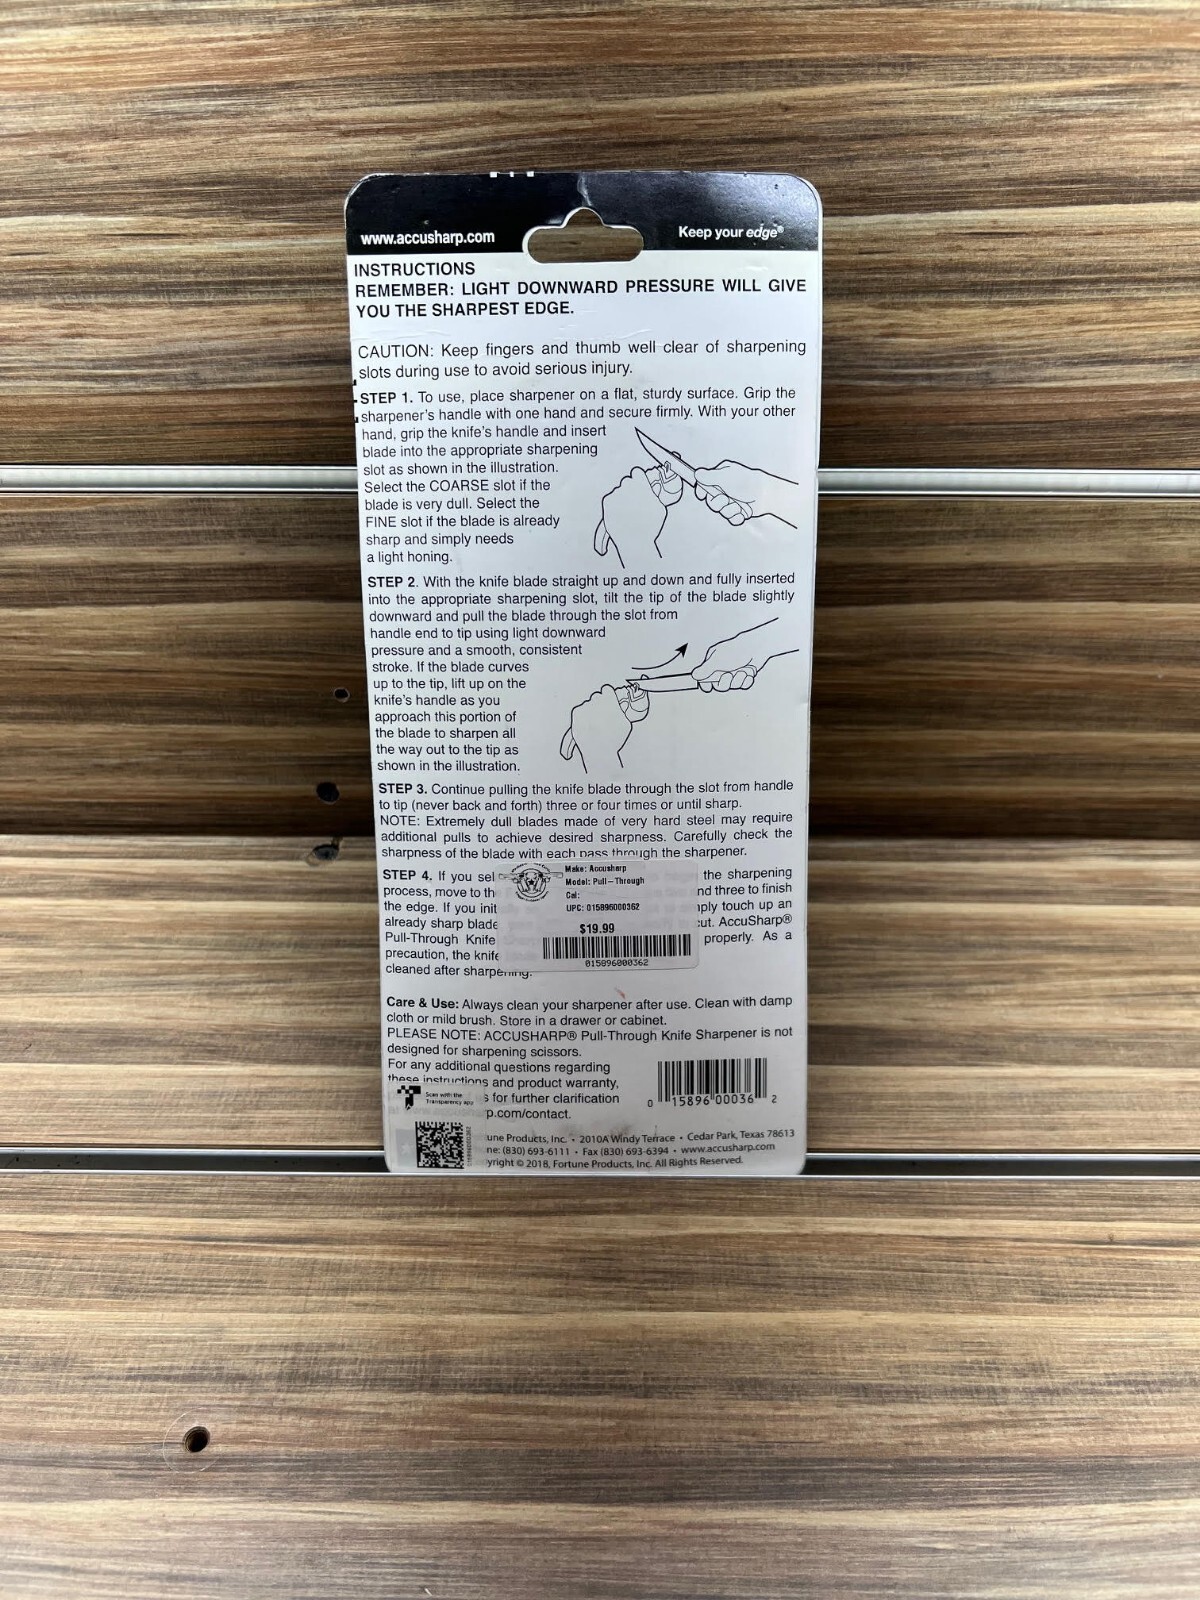 www.accusharp.com
Keep your edge®
INSTRUCTIONS
REMEMBER: LIGHT DOWNWARD PRESSURE WILL GIVE
YOU THE SHARPEST EDGE.
CAUTION: Keep fingers and thumb well clear of sharpening
slots during use to avoid serious injury.
STEP 1. To use, place sharpener on a flat, sturdy surface. Grip the
sharpener's handle with one hand and secure firmly. With your other
hand, grip the knife's handle and insert
blade into the appropriate sharpening
slot as shown in the illustration.
Select the COARSE slot if the
blade is very dull. Select the
FINE slot if the blade is already
sharp and simply needs
a light honing.
STEP 2. With the knife blade straight up and down and fully inserted
into the appropriate sharpening slot, tilt the tip of the blade slightly
downward and pull the blade through the slot from
handle end to tip using light downward
pressure and a smooth, consistent
stroke. If the blade curves
up to the tip, lift up on the
knife's handle as you
approach this portion of
the blade to sharpen all
the way out to the tip as
shown in the illustration.
STEP 3. Continue pulling the knife blade through the slot from handle
to tip (never back and forth) three or four times or until sharp.
NOTE: Extremely dull blades made of very hard steel may require
additional pulls to achieve desired sharpness. Carefully check the
sharpness of the blade with each pass through the sharpener.
STEP 4. If you sel the sharpening
process, move to th nd three to finish
the edge. If you init ply touch up an
already sharp blade cut. AccuSharp®
Pull-Through Knife properly. As a
precaution, the knife
cleaned after sharpening.
Make: Accusharp
Model: Pull-Through
Cal:
UPC: 015896000362
$19.99
015896000362
Care & Use: Always clean your sharpener after use. Clean with damp
cloth or mild brush. Store in a drawer or cabinet.
PLEASE NOTE: ACCUSHARP® Pull-Through Knife Sharpener is not
designed for sharpening scissors.
For any additional questions regarding
these instructions and product warranty,
s for further clarification
p.com/contact.
Scan with the
Transparency app
0 15896 00036 2
une Products, Inc. • 2010A Windy Terrace • Cedar Park, Texas 78613
ne: (830) 693-6111 • Fax (830) 693-6394 • www.accusharp.com
yright © 2018, Fortune Products, Inc. All Rights Reserved.